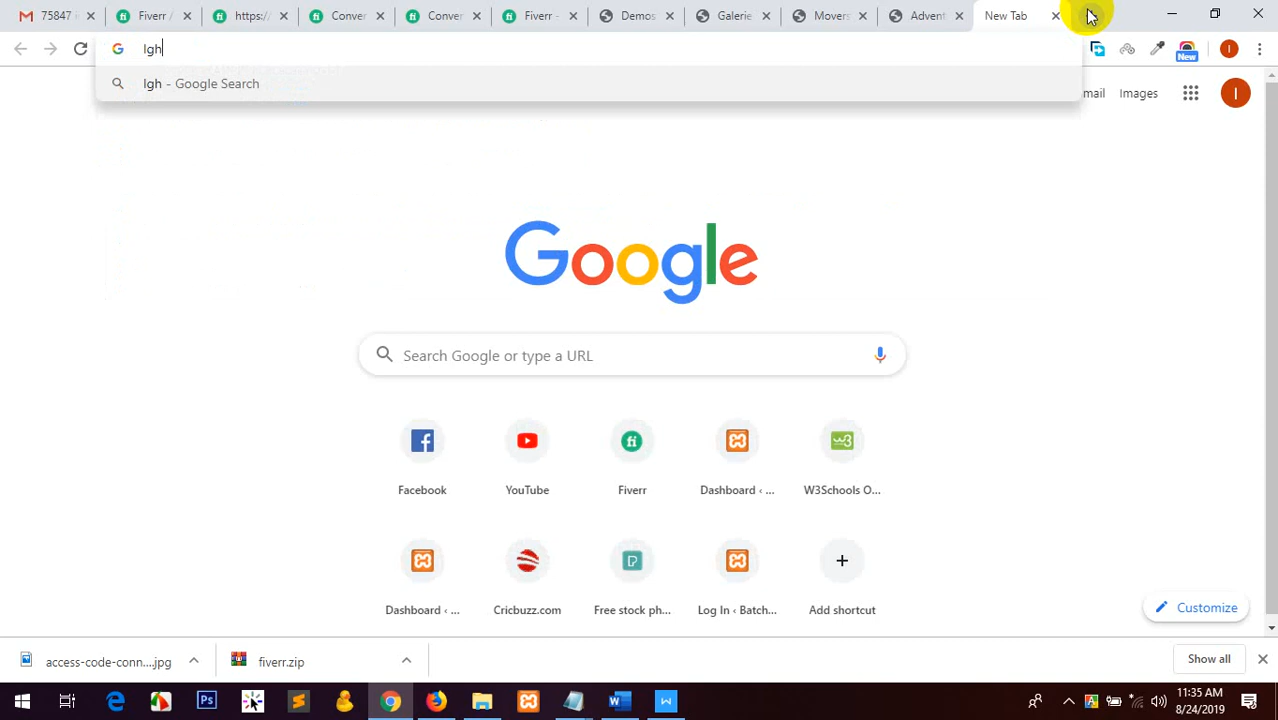 75847
Fiverr /
https:/
Conver
Conver
Fiverr -
Demos
Galerie
Movers
Advent
New Tab
lgh
New
I
lgh - Google Search
mail
Images
I
Google
Search Google or type a URL
Facebook
YouTube
Fiverr
Dashboard ‹ ...
W3Schools O...
Dashboard ‹ ...
Cricbuzz.com
Free stock ph...
Log In ‹ Batch...
Add shortcut
Customize
access-code-conn....jpg
fiverr.zip
Show all
11:35 AM
8/24/2019